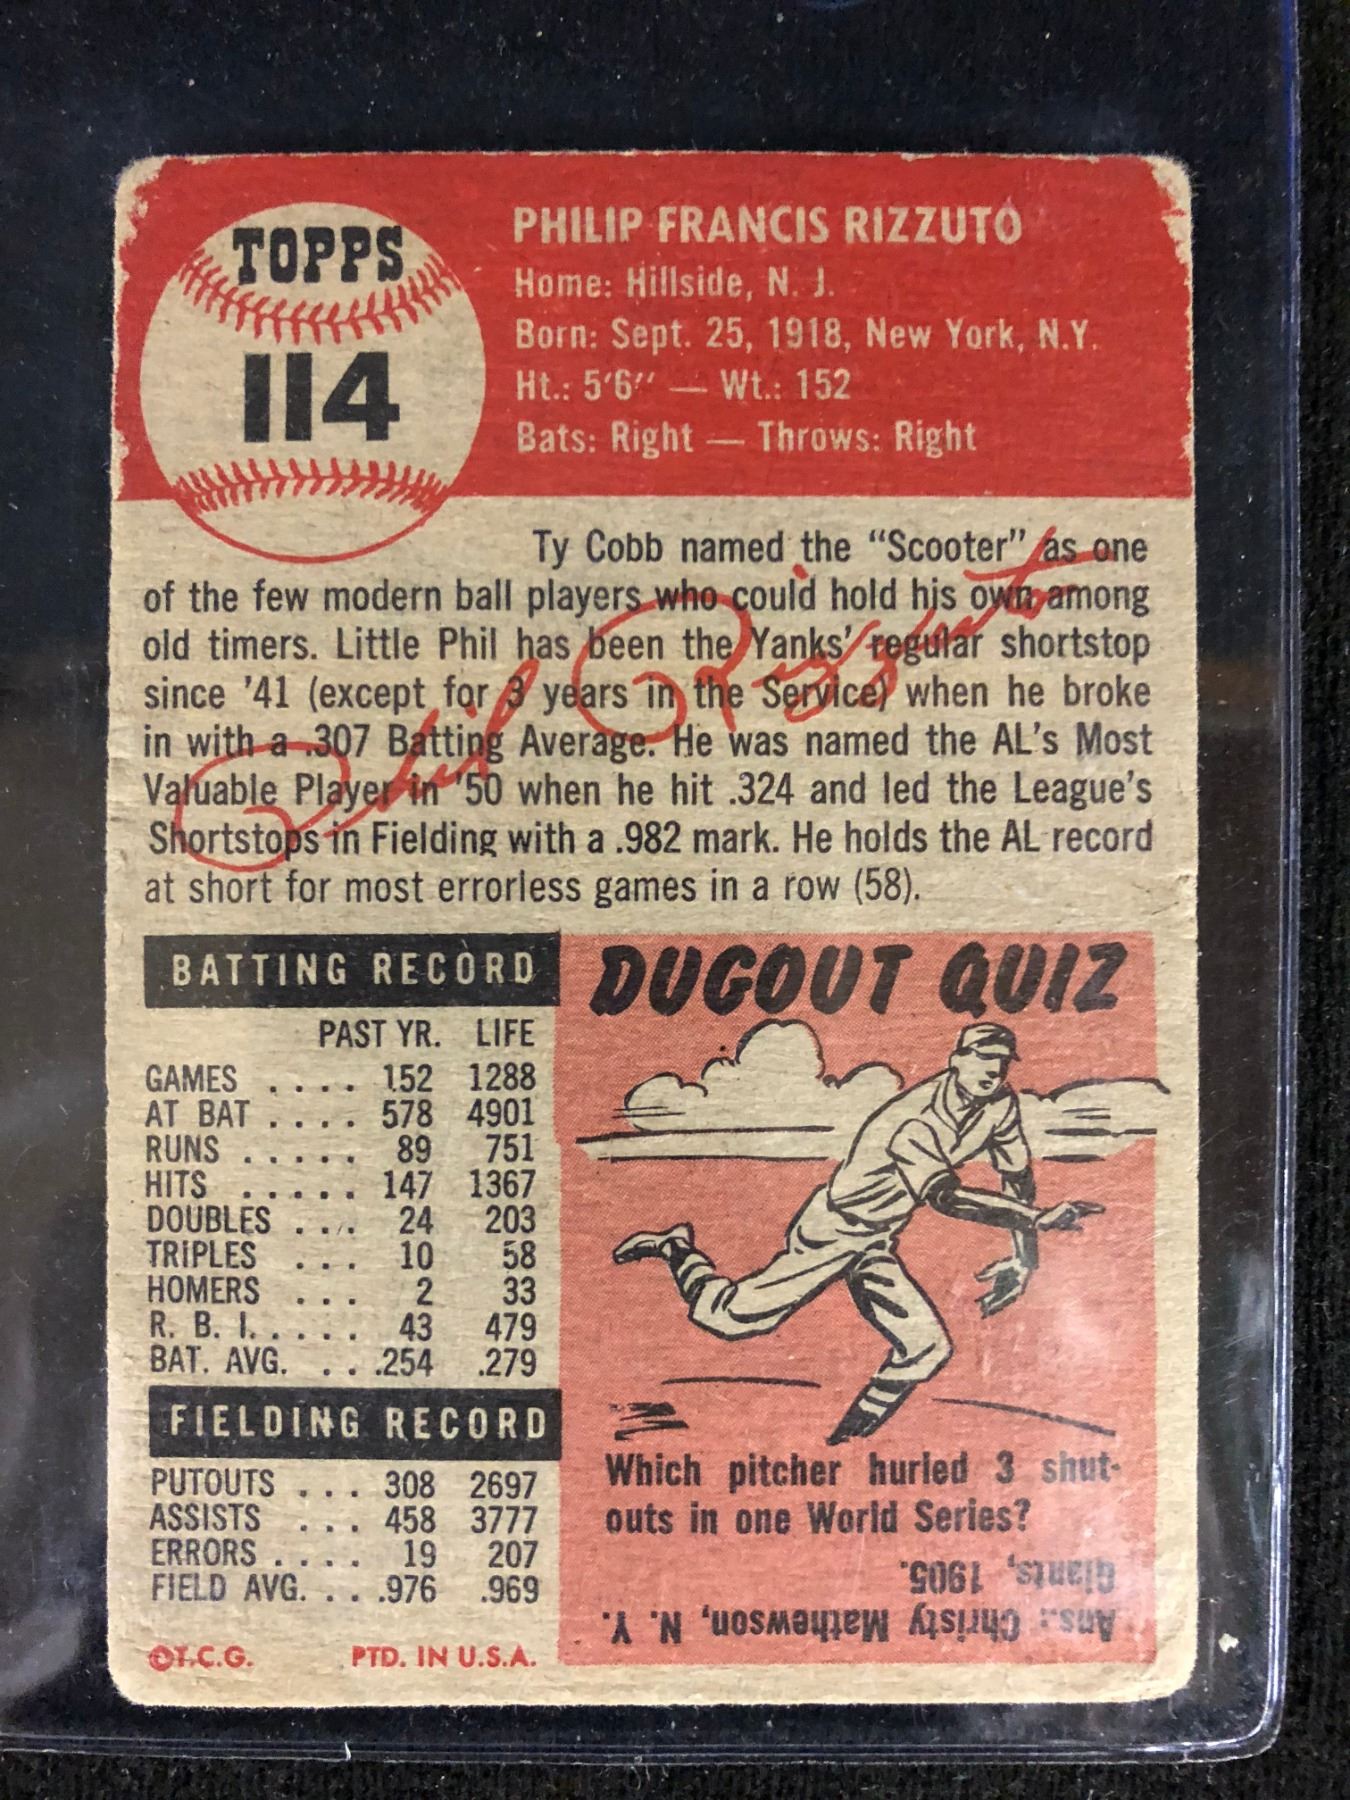 TOPPS
114
PHILIP FRANCIS RIZZUTO
Home: Hillside, N. J.
Born: Sept. 25, 1918, New York, N.Y.
Ht.: 5'6" — Wt.: 152
Bats: Right — Throws: Right
Ty Cobb named the "Scooter" as one
of the few modern ball players who could hold his own among
old timers. Little Phil has been the Yanks' regular shortstop
since '41 (except for 3 years in the Service) when he broke
in with a .307 Batting Average. He was named the AL's Most
Valuable Player in '50 when he hit .324 and led the League's
Shortstops in Fielding with a .982 mark. He holds the AL record
at short for most errorless games in a row (58).
Phil Rizzuto
BATTING RECORD
PAST YR. LIFE
GAMES .... 152 1288
AT BAT .... 578 4901
RUNS ..... 89 751
HITS ..... 147 1367
DOUBLES ... 24 203
TRIPLES ... 10 58
HOMERS ... 2 33
R. B. I. .... 43 479
BAT. AVG. ... .254 .279
FIELDING RECORD
PUTOUTS ... 308 2697
ASSISTS ... 458 3777
ERRORS .... 19 207
FIELD AVG. ... .976 .969
©T.C.G. PTD. IN U.S.A.
DUGOUT QUIZ
Which pitcher hurled 3 shut-
outs in one World Series?
Ans.: Christy Mathewson, N. Y.
Giants, 1905.